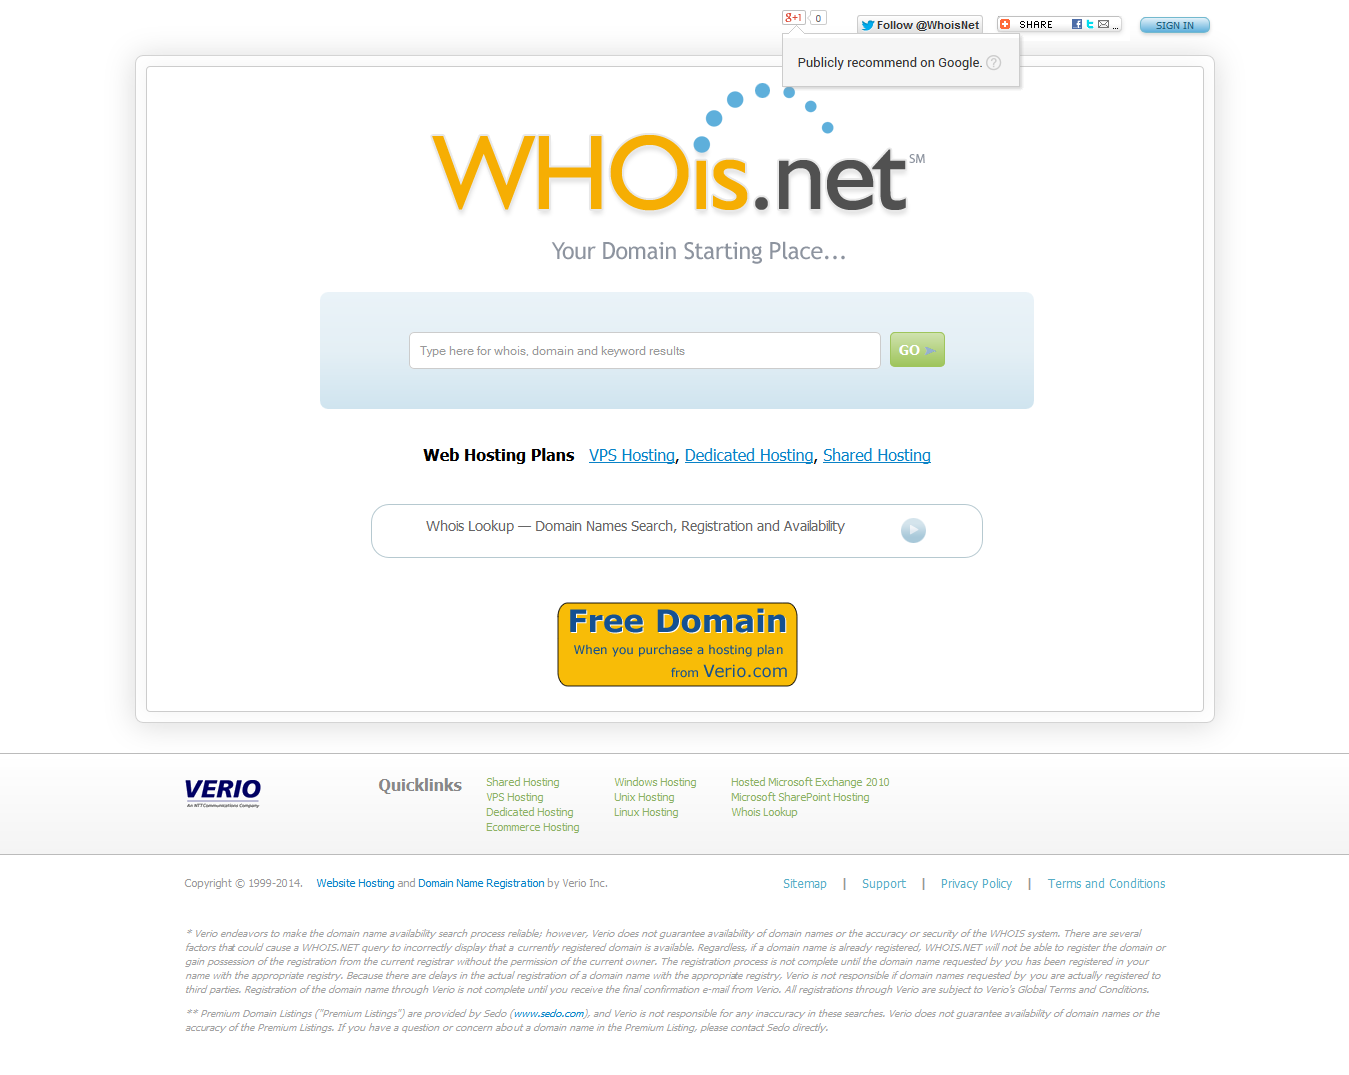 g+1 0 Follow @WhoisNet SHARE ... SIGN IN
Publicly recommend on Google. ?
WHOis.net SM
Your Domain Starting Place...
Type here for whois, domain and keyword results GO
Web Hosting Plans VPS Hosting, Dedicated Hosting, Shared Hosting
Whois Lookup — Domain Names Search, Registration and Availability
Free Domain
When you purchase a hosting plan
from Verio.com
VERIO
An NTT Communications Company
Quicklinks
Shared Hosting
VPS Hosting
Dedicated Hosting
Ecommerce Hosting
Windows Hosting
Unix Hosting
Linux Hosting
Hosted Microsoft Exchange 2010
Microsoft SharePoint Hosting
Whois Lookup
Copyright © 1999-2014. Website Hosting and Domain Name Registration by Verio Inc.
Sitemap | Support | Privacy Policy | Terms and Conditions
* Verio endeavors to make the domain name availability search process reliable; however, Verio does not guarantee availability of domain names or the accuracy or security of the WHOIS system. There are several
factors that could cause a WHOIS.NET query to incorrectly display that a currently registered domain is available. Regardless, if a domain name is already registered, WHOIS.NET will not be able to register the domain or
gain possession of the registration from the current registrar without the permission of the current owner. The registration process is not complete until the domain name requested by you has been registered in your
name with the appropriate registry. Because there are delays in the actual registration of a domain name with the appropriate registry, Verio is not responsible if domain names requested by you are actually registered to
third parties. Registration of the domain name through Verio is not complete until you receive the final confirmation e-mail from Verio. All registrations through Verio are subject to Verio's Global Terms and Conditions.
** Premium Domain Listings ("Premium Listings") are provided by Sedo (www.sedo.com), and Verio is not responsible for any inaccuracy in these searches. Verio does not guarantee availability of domain names or the
accuracy of the Premium Listings. If you have a question or concern about a domain name in the Premium Listing, please contact Sedo directly.